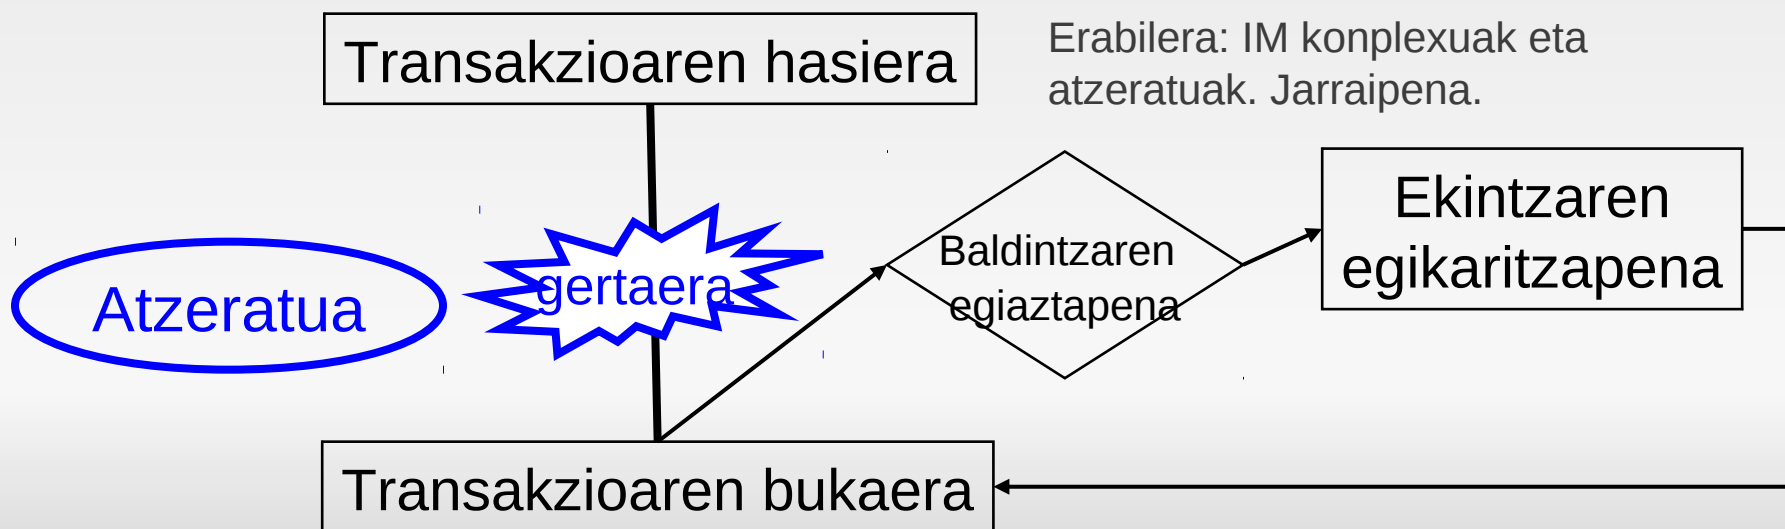 Transakzioaren hasiera
Erabilera: IM konplexuak eta
atzeratuak. Jarraipena.
Atzeratua
gertaera
Baldintzaren
egiaztapena
Ekintzaren
egikaritzapena
Transakzioaren bukaera